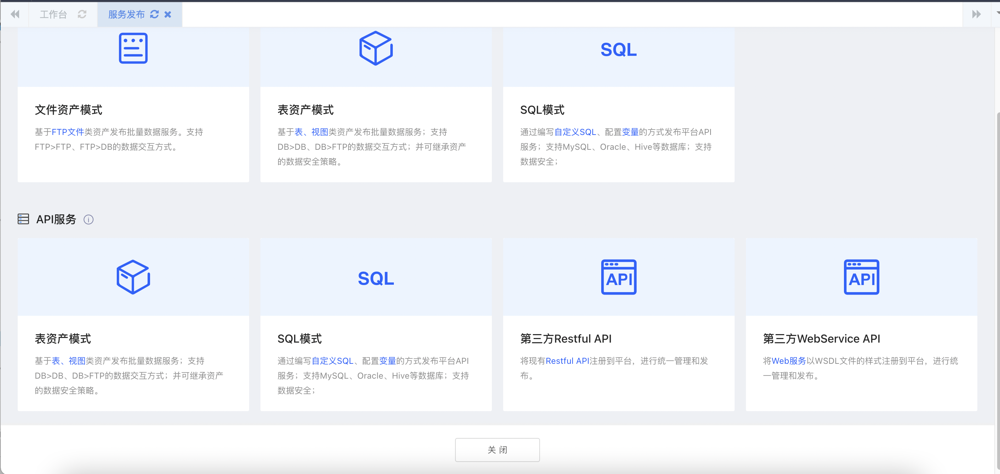 工作台
服务发布
SQL
文件资产模式
基于FTP文件类资产发布批量数据服务。支持
FTP>FTP、FTP>DB的数据交互方式。
表资产模式
基于表、视图类资产发布批量数据服务；支持
DB>DB、DB>FTP的数据交互方式；并可继承资产
的数据安全策略。
SQL模式
通过编写自定义SQL、配置变量的方式发布平台API
服务；支持MySQL、Oracle、Hive等数据库；支持
数据安全；
API服务
SQL
API
API
表资产模式
基于表、视图类资产发布批量数据服务；支持
DB>DB、DB>FTP的数据交互方式；并可继承资产
的数据安全策略。
SQL模式
通过编写自定义SQL、配置变量的方式发布平台API
服务；支持MySQL、Oracle、Hive等数据库；支持
数据安全；
第三方Restful API
将现有Restful API注册到平台，进行统一管理和发
布。
第三方WebService API
将Web服务以WSDL文件的样式注册到平台，进行统
一管理和发布。
关 闭